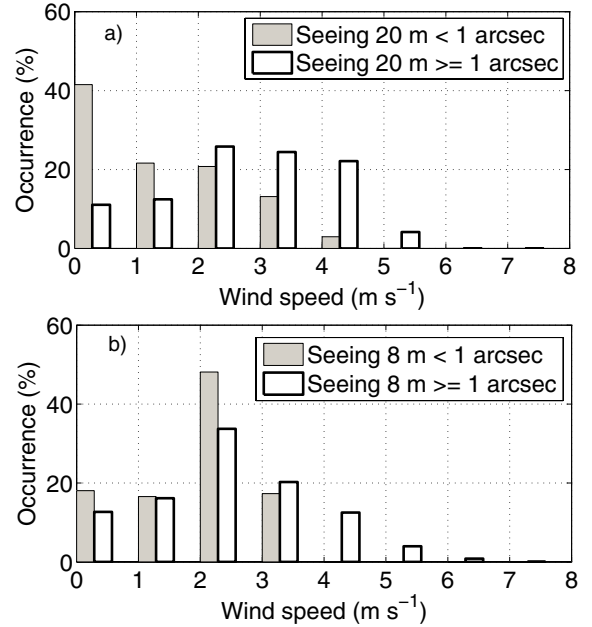 60
a)
Seeing 20 m < 1 arcsec
Seeing 20 m >= 1 arcsec
40
20
0
Occurrence (%)
0 1 2 3 4 5 6 7 8
Wind speed (m s⁻¹)
60
b)
Seeing 8 m < 1 arcsec
Seeing 8 m >= 1 arcsec
40
20
0
Occurrence (%)
0 1 2 3 4 5 6 7 8
Wind speed (m s⁻¹)